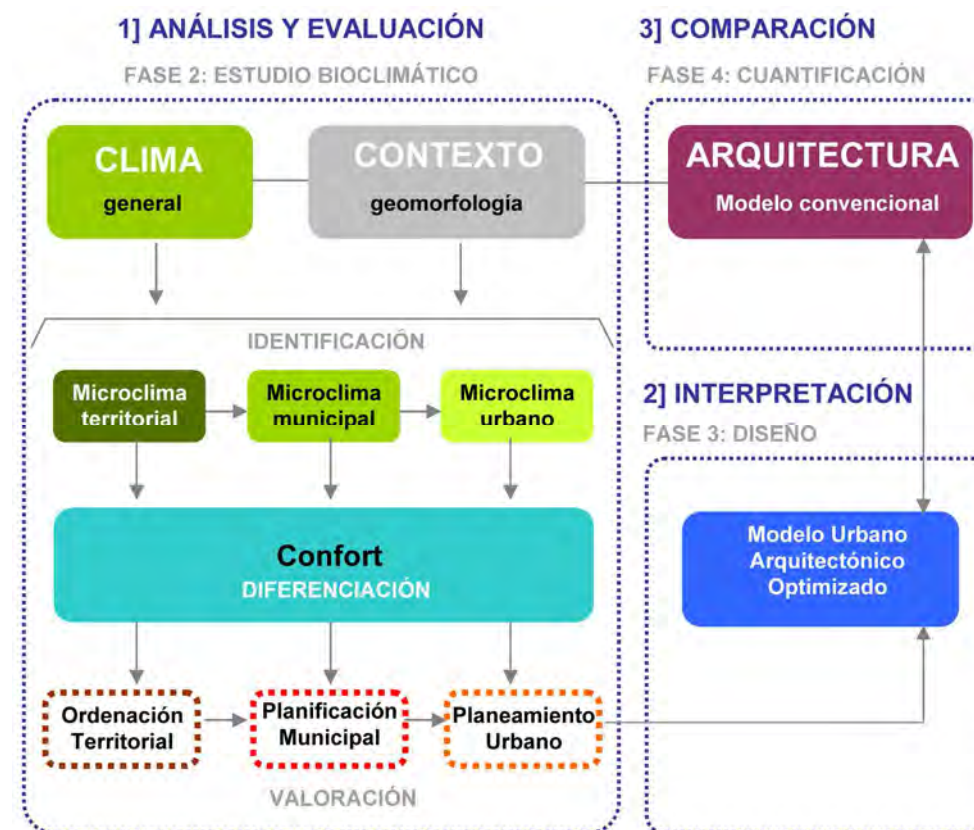 1] ANÁLISIS Y EVALUACIÓN
FASE 2: ESTUDIO BIOCLIMÁTICO
CLIMA
general
CONTEXTO
geomorfología
IDENTIFICACIÓN
Microclima
territorial
Microclima
municipal
Microclima
urbano
Confort
DIFERENCIACIÓN
Ordenación
Territorial
Planificación
Municipal
Planeamiento
Urbano
VALORACIÓN
3] COMPARACIÓN
FASE 4: CUANTIFICACIÓN
ARQUITECTURA
Modelo convencional
2] INTERPRETACIÓN
FASE 3: DISEÑO
Modelo Urbano
Arquitectónico
Optimizado